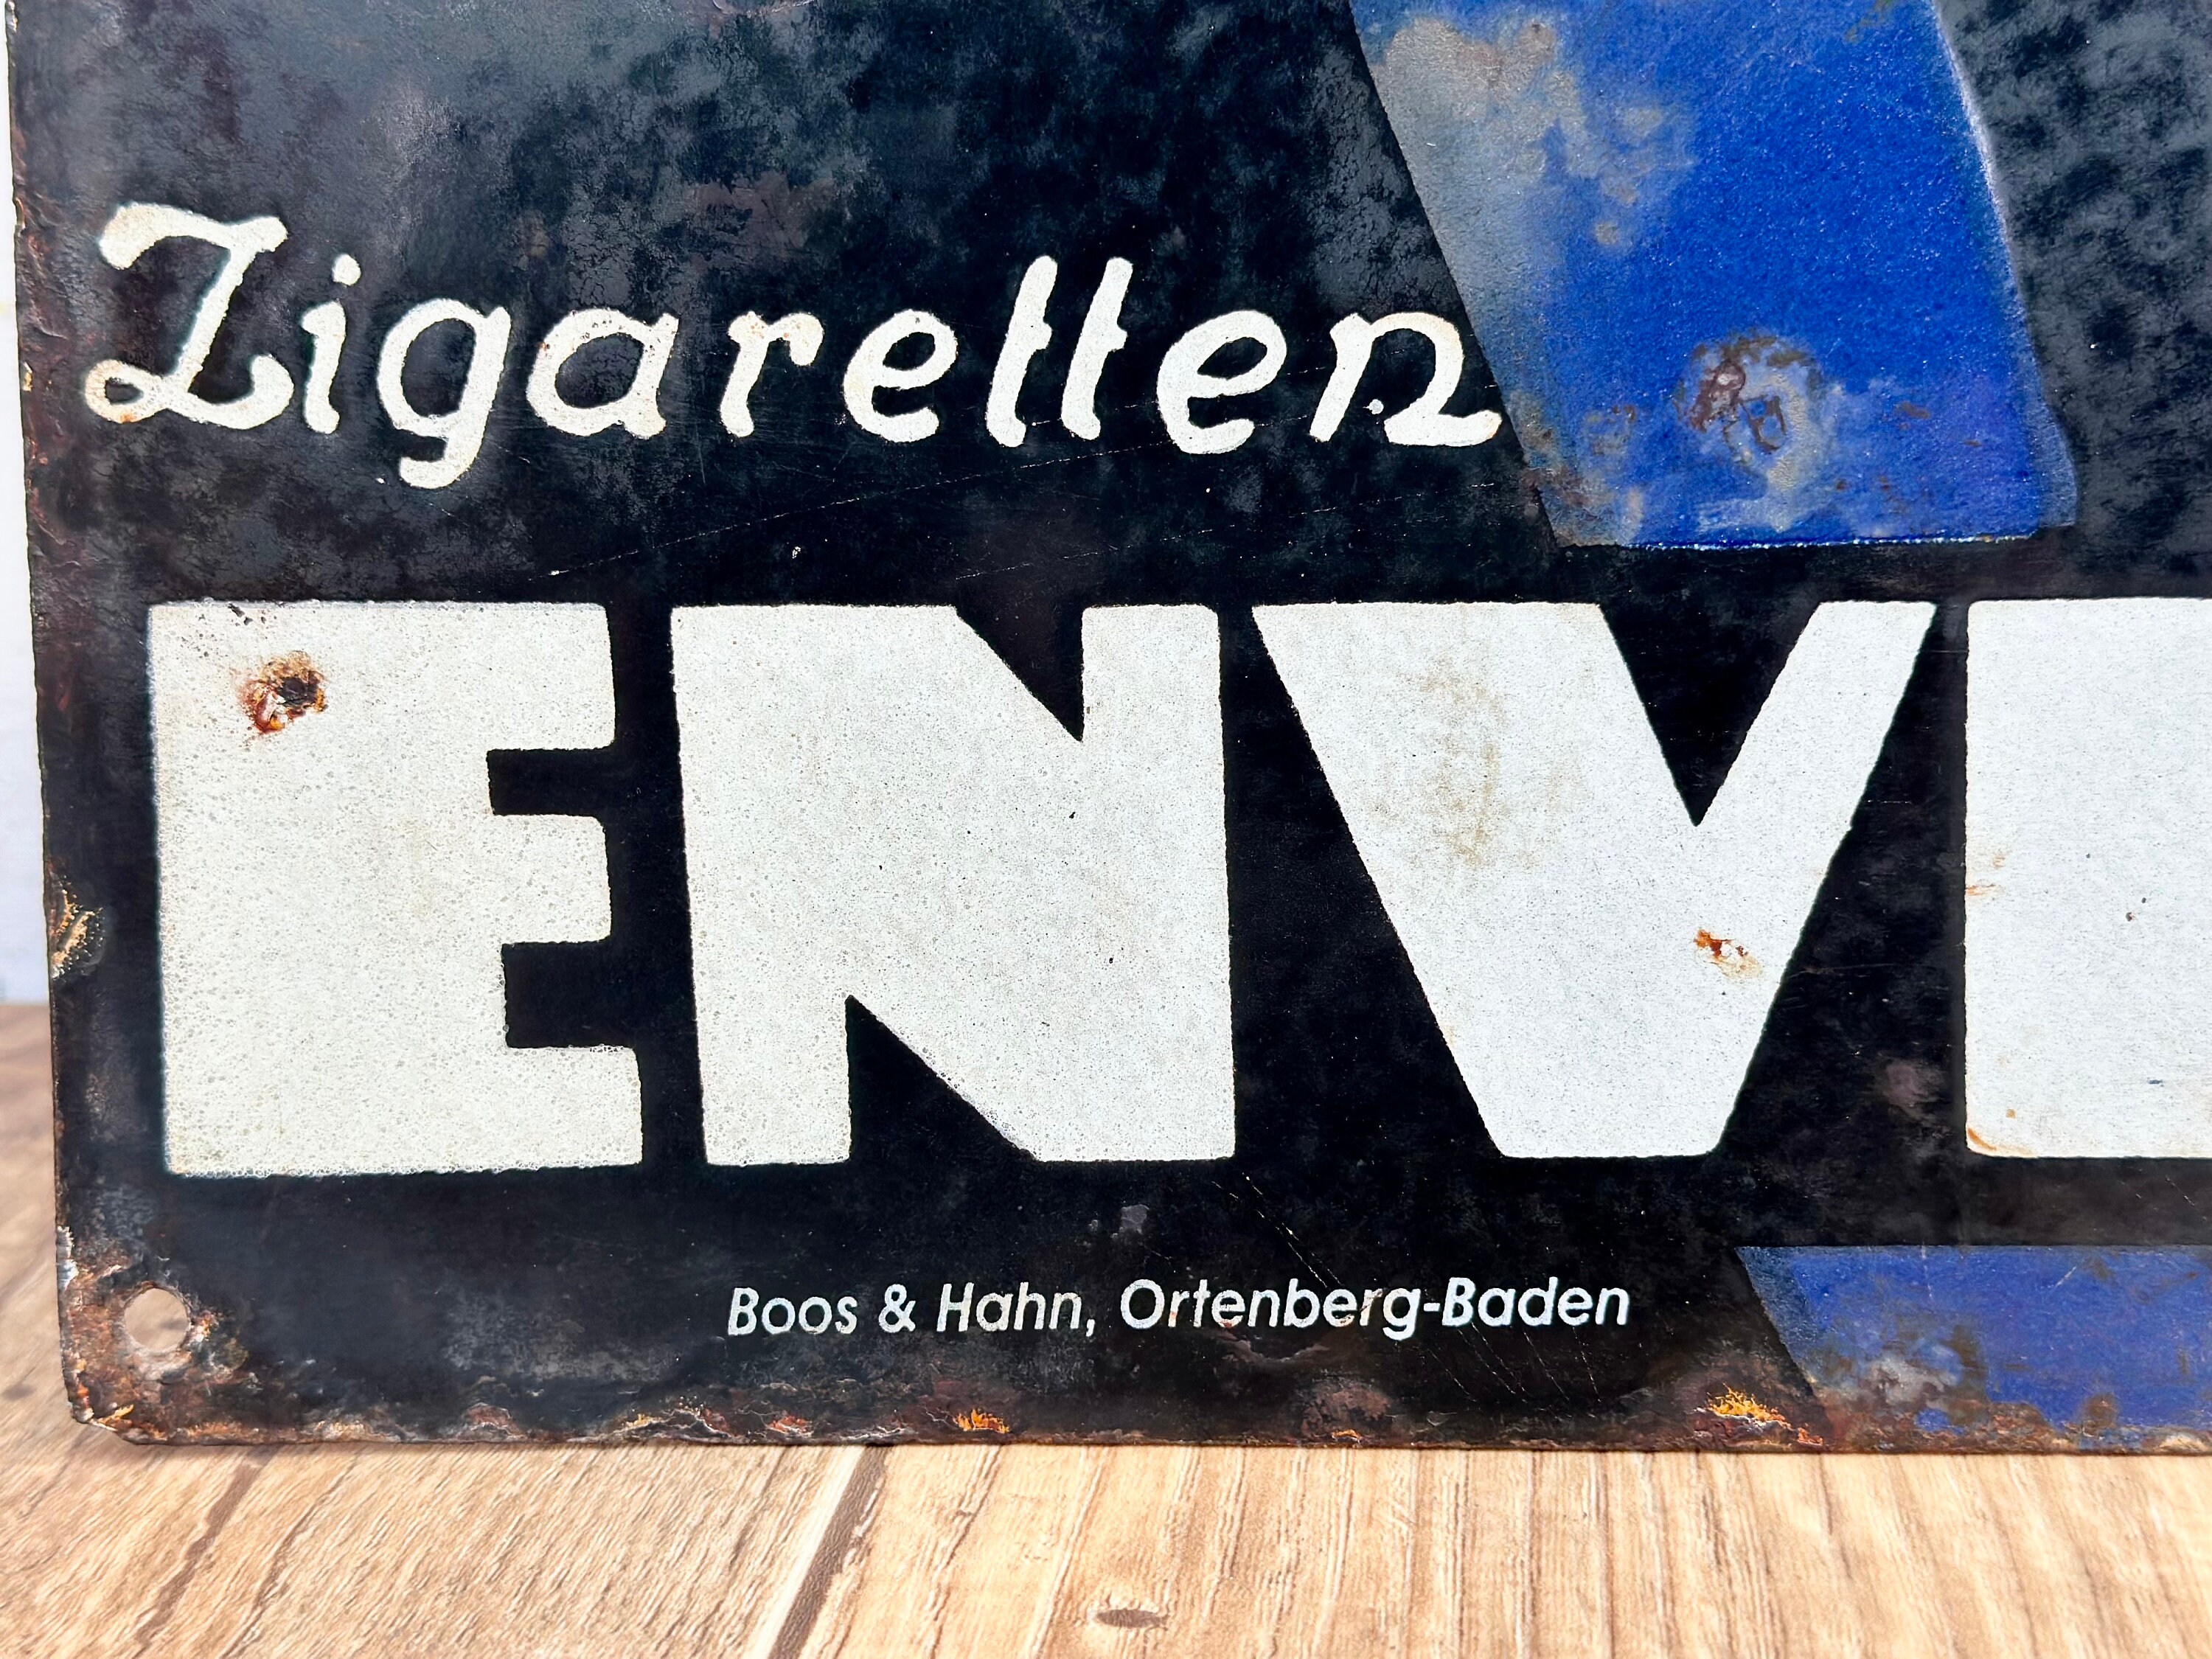 Zigaretten
ENV
Boos & Hahn, Ortenberg-Baden